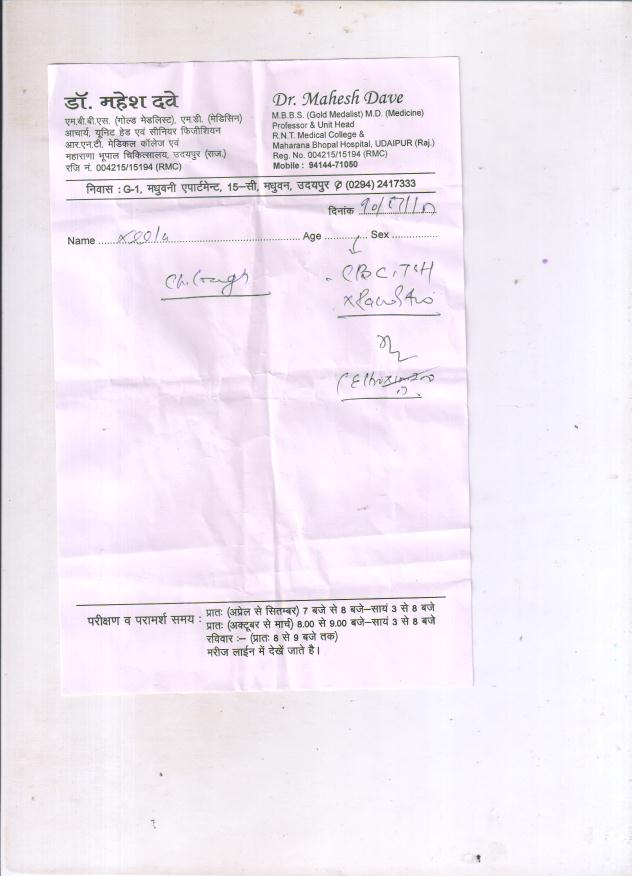 डॉ. महेश दवे
एम.बी.बी.एस. (गोल्ड मेडलिस्ट), एम.डी. (मेडिसिन)
आचार्य, यूनिट हेड एवं सीनियर फिजीशियन
आर.एन.टी. मेडिकल कॉलेज एवं
महाराणा भूपाल चिकित्सालय, उदयपुर (राज.)
रजि नं. 004215/15194 (RMC)
Dr. Mahesh Dave
M.B.B.S. (Gold Medalist) M.D. (Medicine)
Professor & Unit Head
R.N.T. Medical College &
Maharana Bhopal Hospital, UDAIPUR (Raj.)
Reg. No. 004215/15194 (RMC)
Mobile : 94144-71050
निवास : G-1, मधुवनी एपार्टमेन्ट, 15-सी, मधुवन, उदयपुर ✆ (0294) 2417333
दिनांक
Name Age Sex
CBC, TSH
परीक्षण व परामर्श समय : प्रातः (अप्रेल से सितम्बर) 7 बजे से 8 बजे-सायं 3 से 8 बजे
प्रातः (अक्टूबर से मार्च) 8.00 से 9.00 बजे-सायं 3 से 8 बजे
रविवार :- (प्रातः 8 से 9 बजे तक)
मरीज लाईन में देखें जाते है।